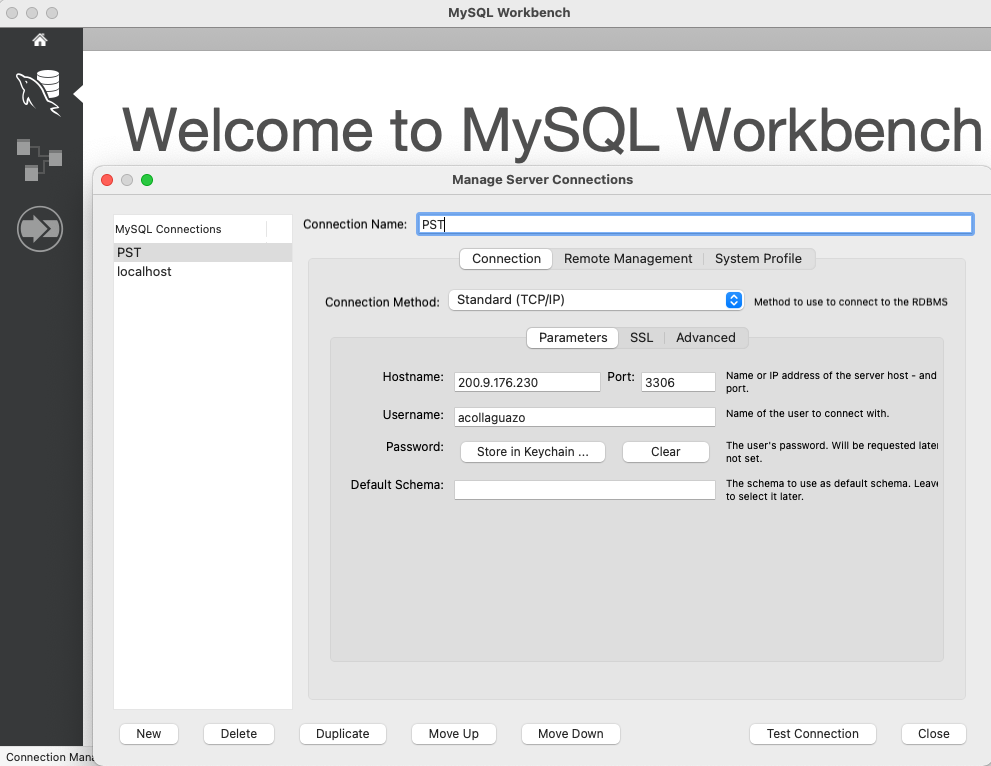 MySQL Workbench
Welcome to MySQL Workbench
Manage Server Connections
MySQL Connections
PST
localhost
Connection Name: PST
Connection Remote Management System Profile
Connection Method: Standard (TCP/IP) Method to use to connect to the RDBMS
Parameters SSL Advanced
Hostname: 200.9.176.230 Port: 3306 Name or IP address of the server host - and
port.
Username: acollaguazo Name of the user to connect with.
Password: Store in Keychain ... Clear The user's password. Will be requested later
not set.
Default Schema: The schema to use as default schema. Leave
to select it later.
New Delete Duplicate Move Up Move Down Test Connection Close
Connection Mana